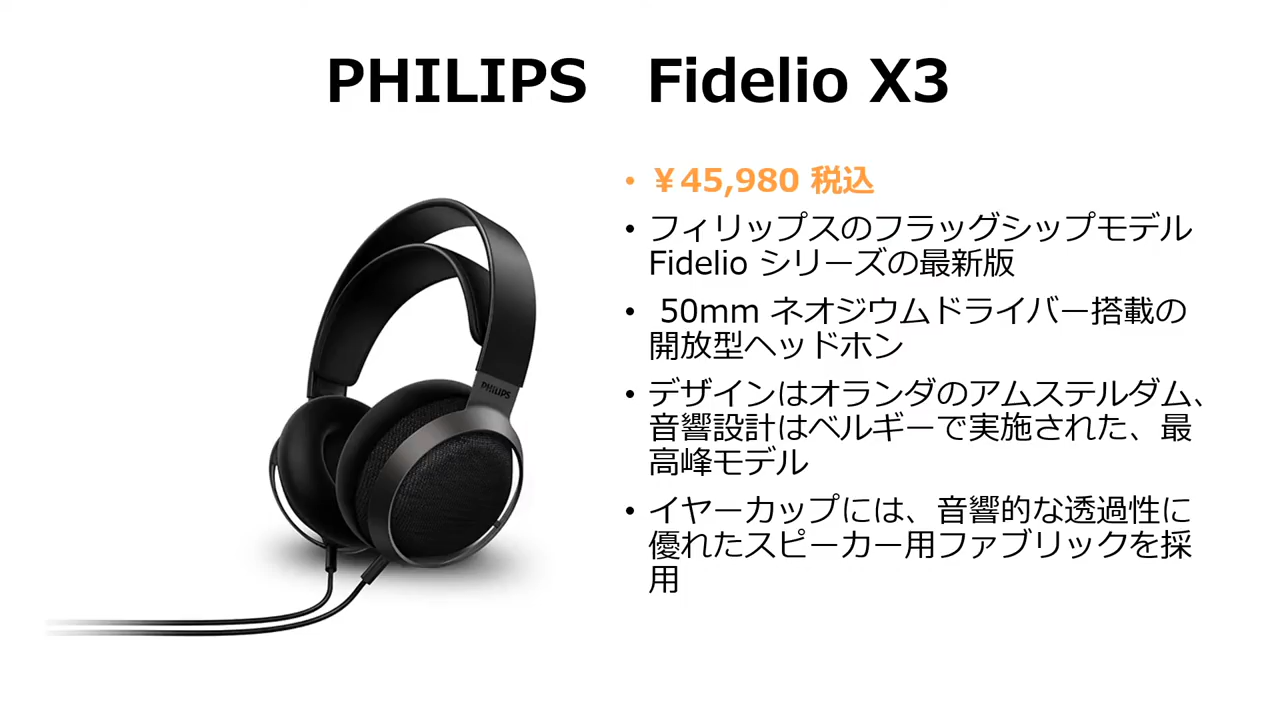 PHILIPS　Fidelio X3
• ￥45,980 税込
• フィリップスのフラッグシップモデル
Fidelio シリーズの最新版
• 50mm ネオジウムドライバー搭載の
開放型ヘッドホン
• デザインはオランダのアムステルダム、
音響設計はベルギーで実施された、最
高峰モデル
• イヤーカップには、音響的な透過性に
優れたスピーカー用ファブリックを採
用
PHILIPS